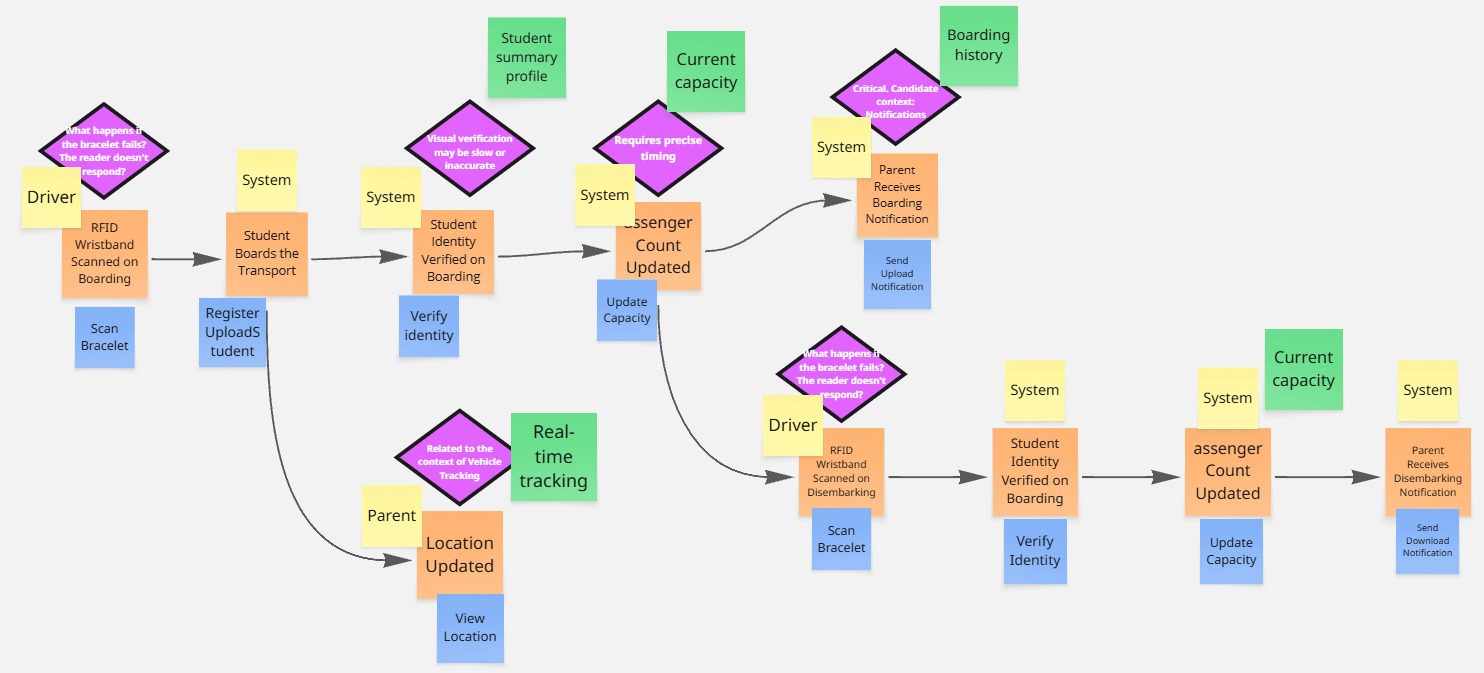 Student
summary
profile
Current
capacity
Boarding
history
What happens if
the bracelet fails?
The reader doesn't
respond?
Driver
RFID
Wristband
Scanned on
Boarding
Scan
Bracelet
System
Student
Boards the
Transport
Register
UploadS
tudent
Visual verification
may be slow or
inaccurate
System
Student
Identity
Verified on
Boarding
Verify
identity
Requires precise
timing
System
assenger
Count
Updated
Update
Capacity
Critical. Candidate
context:
Notifications
System
Parent
Receives
Boarding
Notification
Send
Upload
Notification
Related to the
context of Vehicle
Tracking
Real-
time
tracking
Parent
Location
Updated
View
Location
What happens if
the bracelet fails?
The reader doesn't
respond?
Driver
RFID
Wristband
Scanned on
Disembarking
Scan
Bracelet
System
Student
Identity
Verified on
Boarding
Verify
Identity
System
Current
capacity
assenger
Count
Updated
Update
Capacity
System
Parent
Receives
Disembarking
Notification
Send
Download
Notification